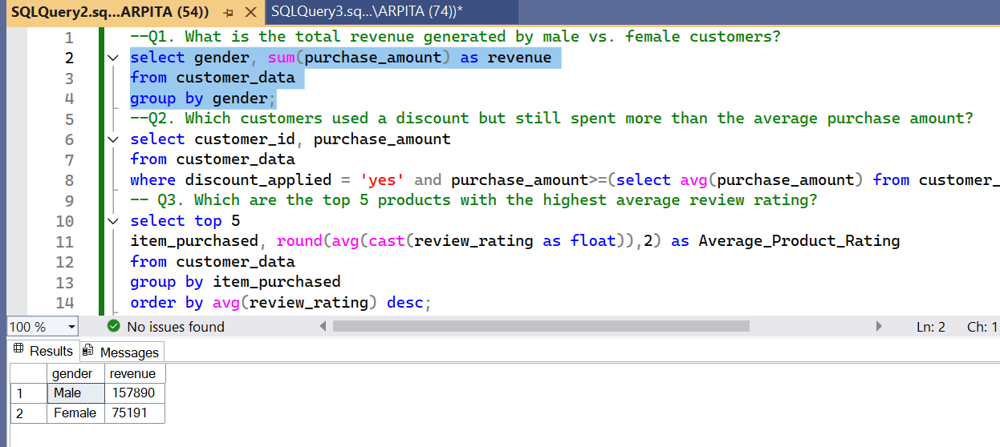 SQLQuery2.sq...ARPITA (54)) SQLQuery3.sq...\ARPITA (74))*
1 --Q1. What is the total revenue generated by male vs. female customers?
2 select gender, sum(purchase_amount) as revenue
3 from customer_data
4 group by gender;
5 --Q2. Which customers used a discount but still spent more than the average purchase amount?
6 select customer_id, purchase_amount
7 from customer_data
8 where discount_applied = 'yes' and purchase_amount>=(select avg(purchase_amount) from customer_
9 -- Q3. Which are the top 5 products with the highest average review rating?
10 select top 5
11 item_purchased, round(avg(cast(review_rating as float)),2) as Average_Product_Rating
12 from customer_data
13 group by item_purchased
14 order by avg(review_rating) desc;
100 % No issues found Ln: 2 Ch: 1
Results Messages
gender revenue
1 Male 157890
2 Female 75191